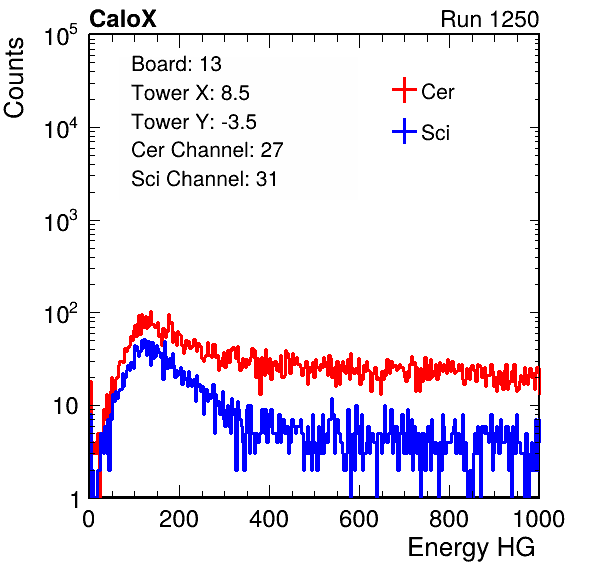 CaloX Run 1250
Counts
10^5
10^4
10^3
10^2
10
1
Board: 13
Tower X: 8.5
Tower Y: -3.5
Cer Channel: 27
Sci Channel: 31
Cer
Sci
0 200 400 600 800 1000
Energy HG